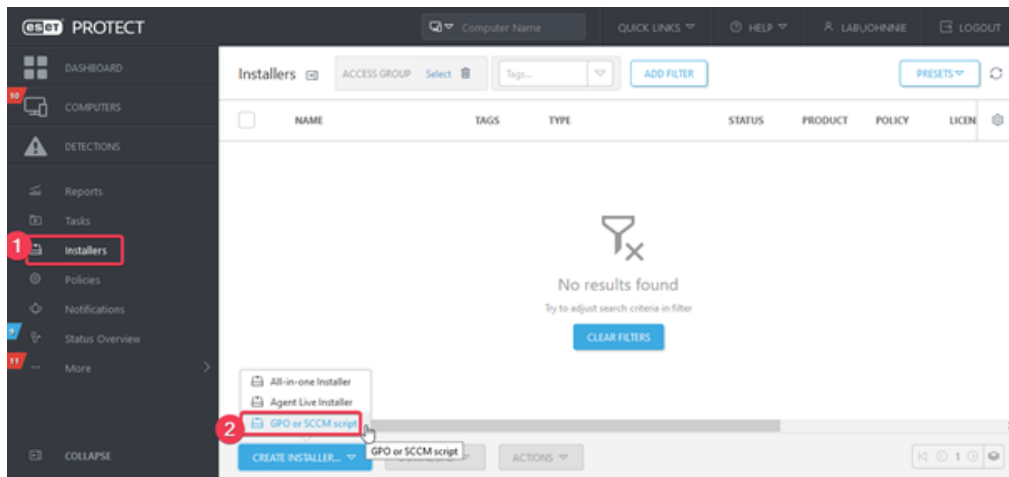 eset PROTECT
Computer Name
QUICK LINKS
HELP
LAB\JOHNNIE
LOGOUT
DASHBOARD
10
COMPUTERS
DETECTIONS
Reports
Tasks
1
Installers
Policies
Notifications
9
Status Overview
11
More
COLLAPSE
Installers
ACCESS GROUP Select
Tags...
ADD FILTER
PRESETS
NAME TAGS TYPE STATUS PRODUCT POLICY LICEN
No results found
Try to adjust search criteria in filter
CLEAR FILTERS
All-in-one Installer
Agent Live Installer
2
GPO or SCCM script
GPO or SCCM script
CREATE INSTALLER...
ACTIONS
1